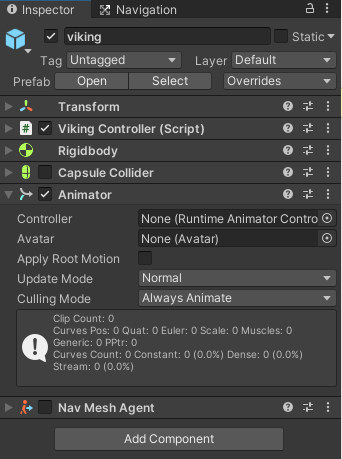 Inspector Navigation
viking Static
Tag Untagged Layer Default
Prefab Open Select Overrides
Transform
# Viking Controller (Script)
Rigidbody
Capsule Collider
Animator
Controller None (Runtime Animator Contro
Avatar None (Avatar)
Apply Root Motion
Update Mode Normal
Culling Mode Always Animate
Clip Count: 0
Curves Pos: 0 Quat: 0 Euler: 0 Scale: 0 Muscles: 0
Generic: 0 PPtr: 0
Curves Count: 0 Constant: 0 (0.0%) Dense: 0 (0.0%)
Stream: 0 (0.0%)
Nav Mesh Agent
Add Component